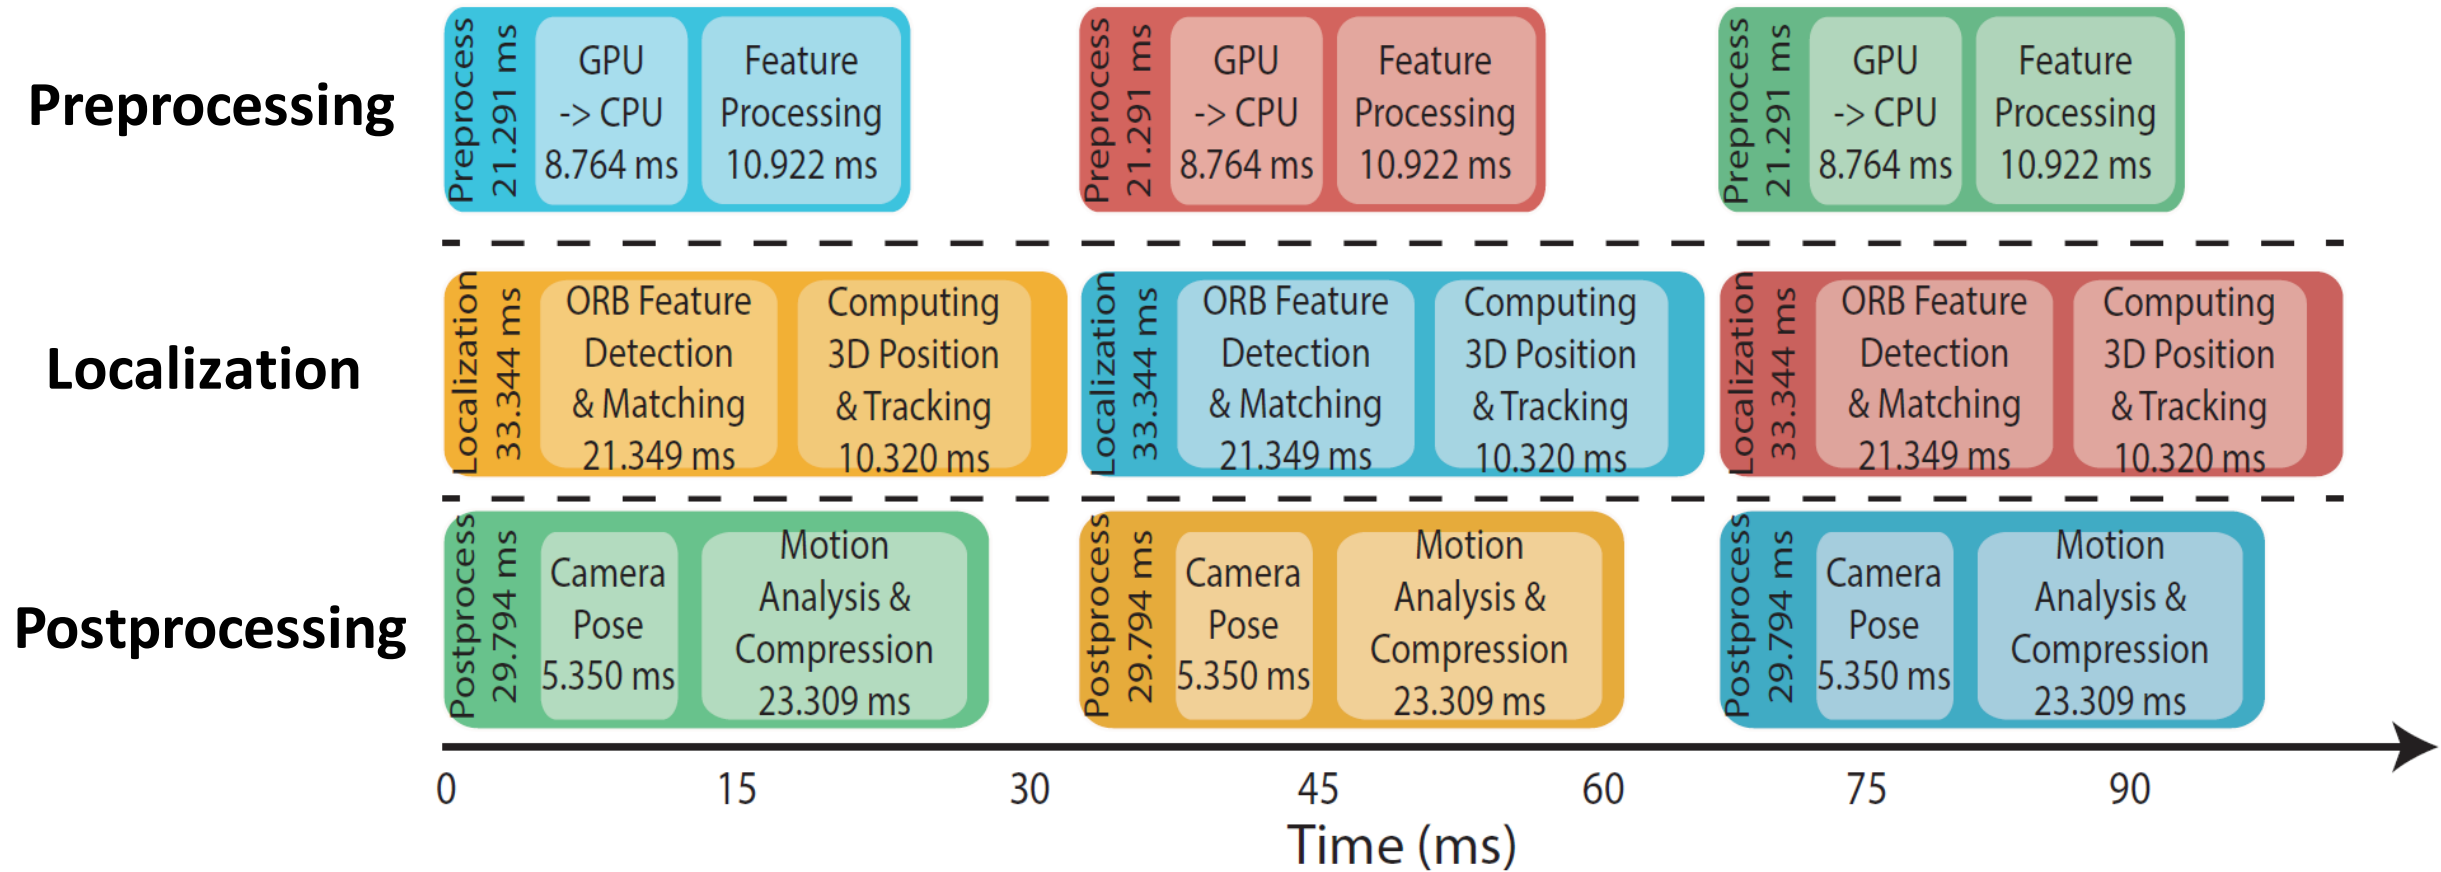 Preprocessing
Preprocess
21.291 ms
GPU
-> CPU
8.764 ms
Feature
Processing
10.922 ms
Preprocess
21.291 ms
GPU
-> CPU
8.764 ms
Feature
Processing
10.922 ms
Preprocess
21.291 ms
GPU
-> CPU
8.764 ms
Feature
Processing
10.922 ms
Localization
Localization
33.344 ms
ORB Feature
Detection
& Matching
21.349 ms
Computing
3D Position
& Tracking
10.320 ms
Localization
33.344 ms
ORB Feature
Detection
& Matching
21.349 ms
Computing
3D Position
& Tracking
10.320 ms
Localization
33.344 ms
ORB Feature
Detection
& Matching
21.349 ms
Computing
3D Position
& Tracking
10.320 ms
Postprocessing
Postprocess
29.794 ms
Camera
Pose
5.350 ms
Motion
Analysis &
Compression
23.309 ms
Postprocess
29.794 ms
Camera
Pose
5.350 ms
Motion
Analysis &
Compression
23.309 ms
Postprocess
29.794 ms
Camera
Pose
5.350 ms
Motion
Analysis &
Compression
23.309 ms
0 15 30 45 60 75 90
Time (ms)